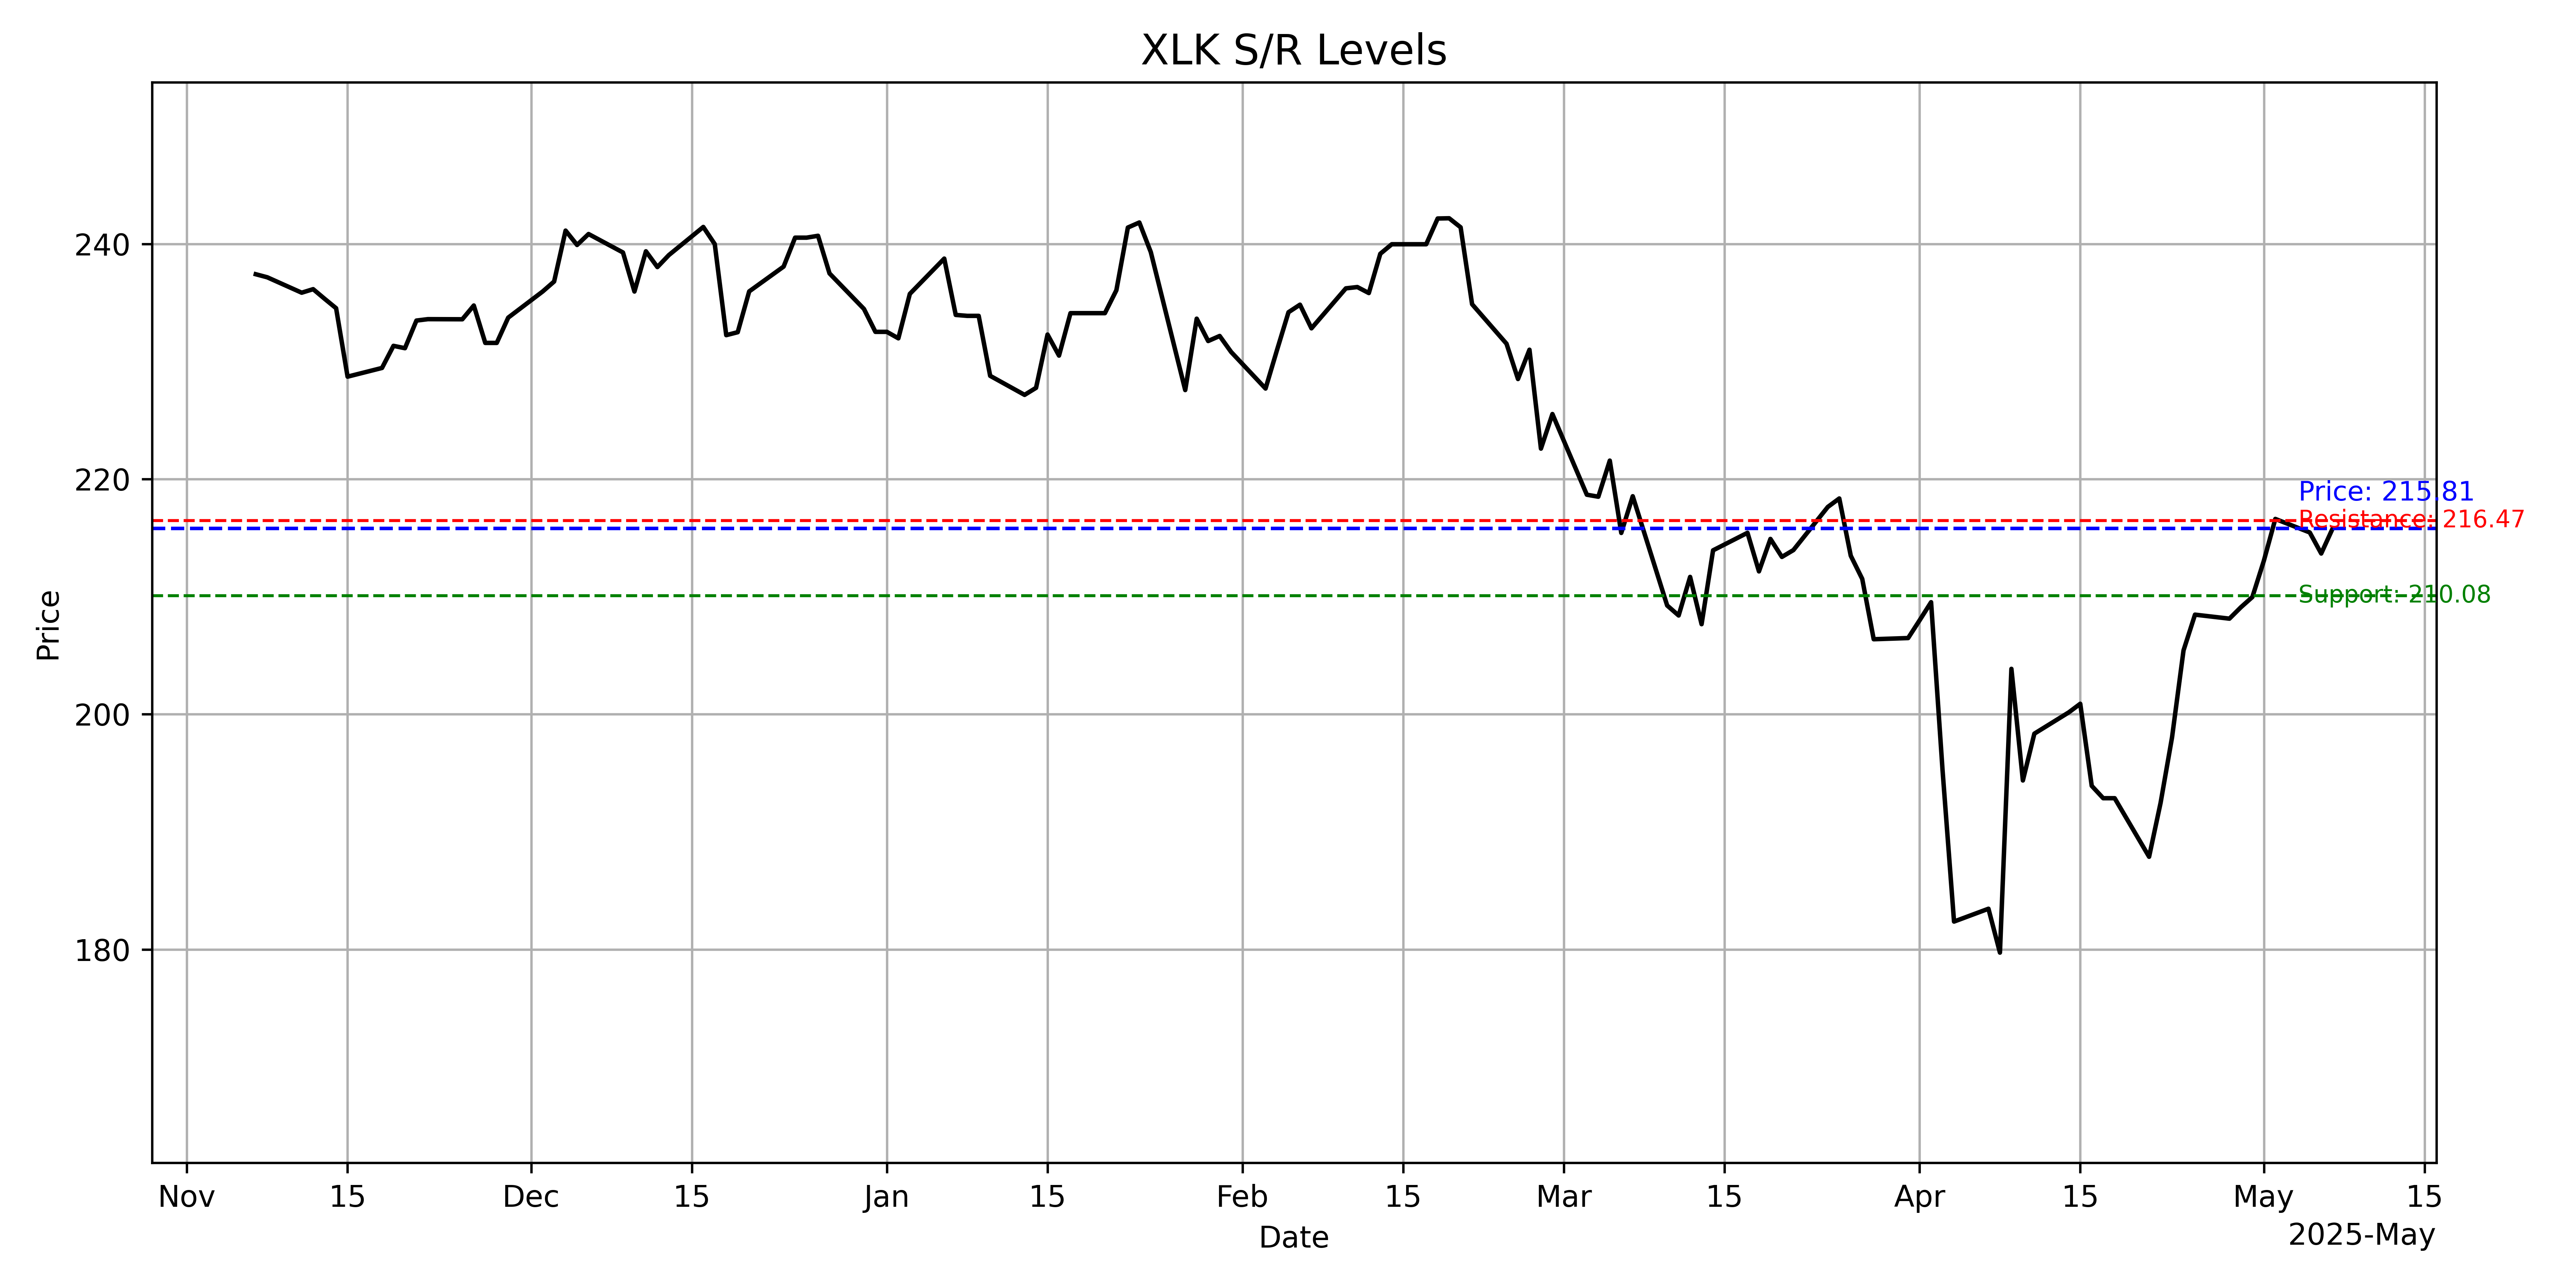 XLK S/R Levels
240
220
200
180
Price
Price: 215.81
Resistance: 216.47
Support: 210.08
Nov 15 Dec 15 Jan 15 Feb 15 Mar 15 Apr 15 May 15
Date
2025-May